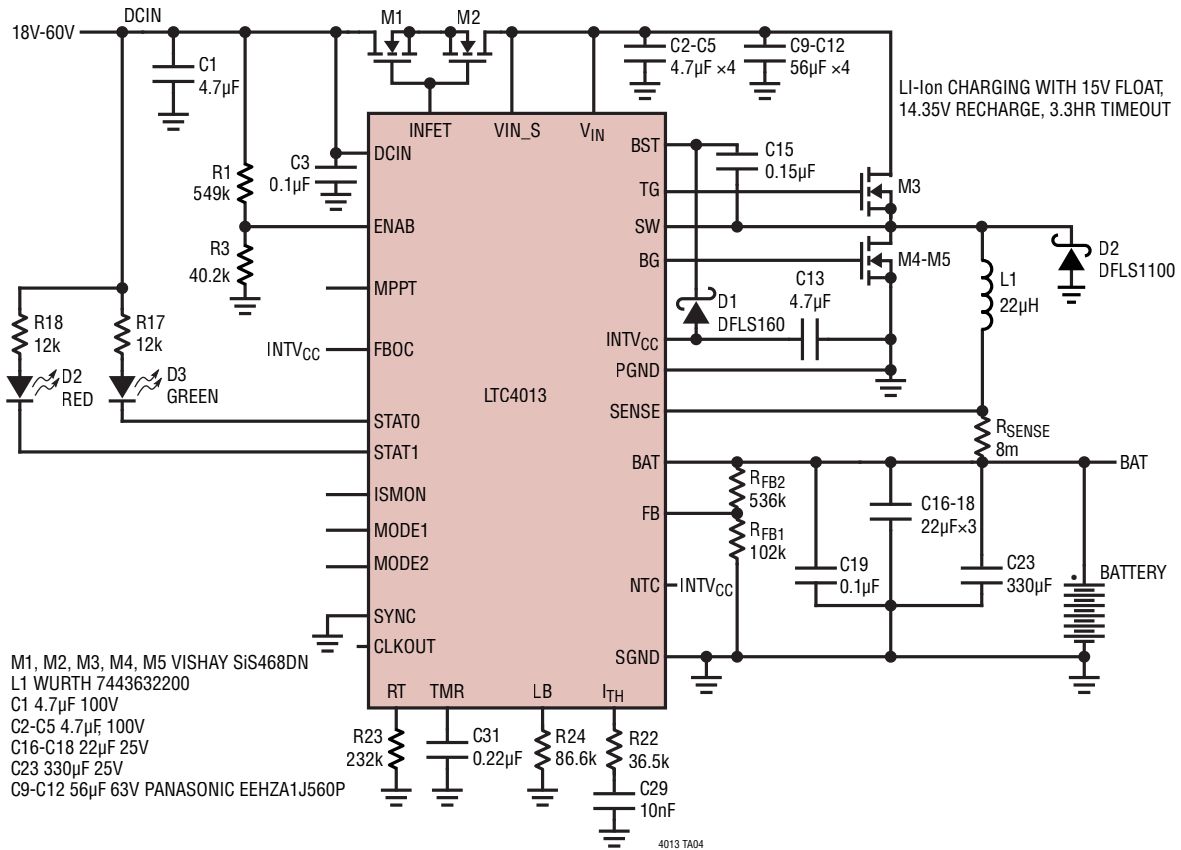 DCIN
18V-60V
M1
M2
C1
4.7µF
C2-C5
4.7µF ×4
C9-C12
56µF ×4
LI-Ion CHARGING WITH 15V FLOAT,
14.35V RECHARGE, 3.3HR TIMEOUT
INFET
VIN_S
VIN
DCIN
C3
0.1µF
R1
549k
ENAB
R3
40.2k
MPPT
R18
12k
R17
12k
INTVCC
FBOC
D2
RED
D3
GREEN
STAT0
STAT1
ISMON
MODE1
MODE2
SYNC
CLKOUT
LTC4013
BST
C15
0.15µF
TG
M3
SW
BG
M4-M5
D2
DFLS1100
L1
22µH
D1
DFLS160
C13
4.7µF
INTVCC
PGND
SENSE
RSENSE
8m
BAT
BAT
RFB2
536k
FB
RFB1
102k
C16-18
22µF×3
C19
0.1µF
C23
330µF
BATTERY
NTC
INTVCC
SGND
RT
TMR
LB
ITH
R23
232k
C31
0.22µF
R24
86.6k
R22
36.5k
C29
10nF
M1, M2, M3, M4, M5 VISHAY SiS468DN
L1 WURTH 7443632200
C1 4.7µF 100V
C2-C5 4.7µF, 100V
C16-C18 22µF 25V
C23 330µF 25V
C9-C12 56µF 63V PANASONIC EEHZA1J560P
4013 TA04